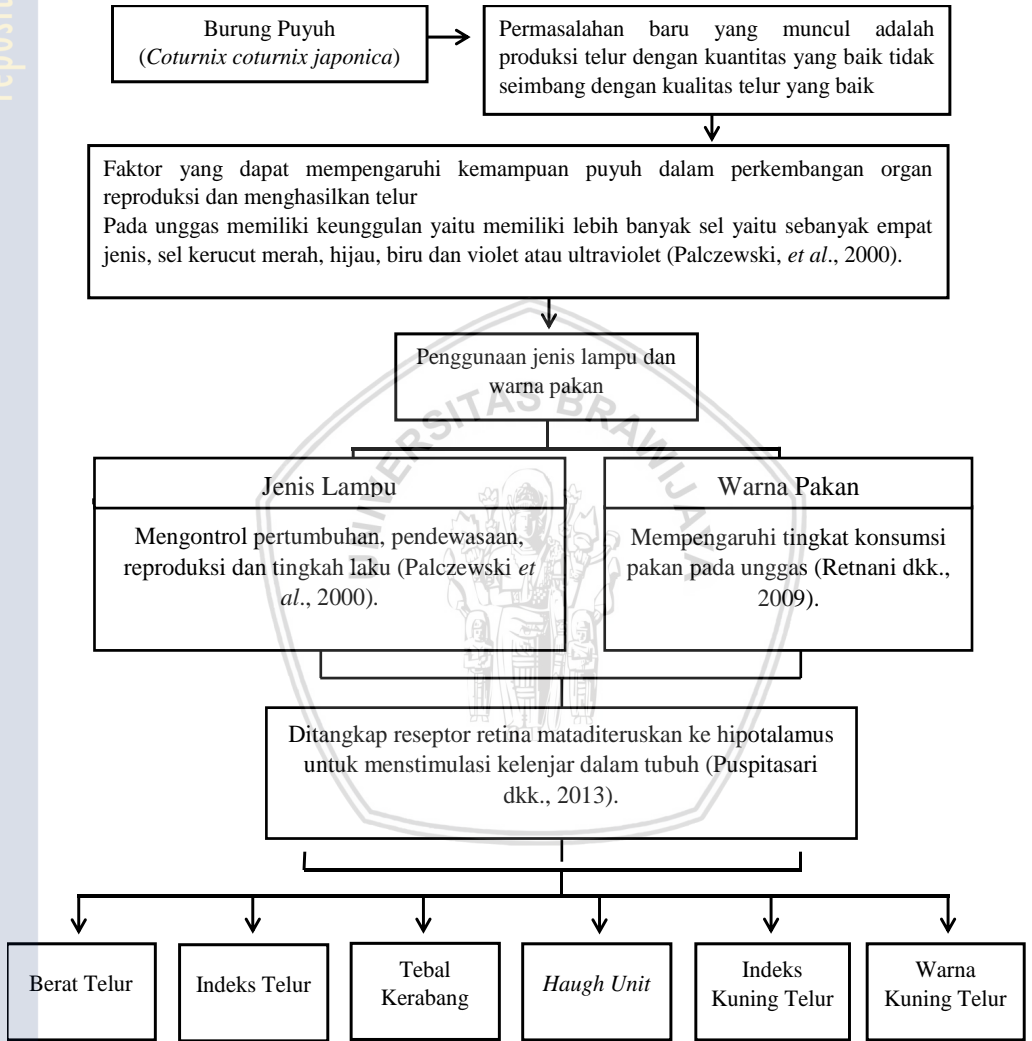 reposit
Burung Puyuh
(Coturnix coturnix japonica)
Permasalahan baru yang muncul adalah
produksi telur dengan kuantitas yang baik tidak
seimbang dengan kualitas telur yang baik
Faktor yang dapat mempengaruhi kemampuan puyuh dalam perkembangan organ
reproduksi dan menghasilkan telur
Pada unggas memiliki keunggulan yaitu memiliki lebih banyak sel yaitu sebanyak empat
jenis, sel kerucut merah, hijau, biru dan violet atau ultraviolet (Palczewski, et al., 2000).
Penggunaan jenis lampu dan
warna pakan
UNIVERSITAS BRAWIJAYA
Jenis Lampu
Mengontrol pertumbuhan, pendewasaan,
reproduksi dan tingkah laku (Palczewski et
al., 2000).
Warna Pakan
Mempengaruhi tingkat konsumsi
pakan pada unggas (Retnani dkk.,
2009).
Ditangkap reseptor retina mataditeruskan ke hipotalamus
untuk menstimulasi kelenjar dalam tubuh (Puspitasari
dkk., 2013).
Berat Telur
Indeks Telur
Tebal
Kerabang
Haugh Unit
Indeks
Kuning Telur
Warna
Kuning Telur